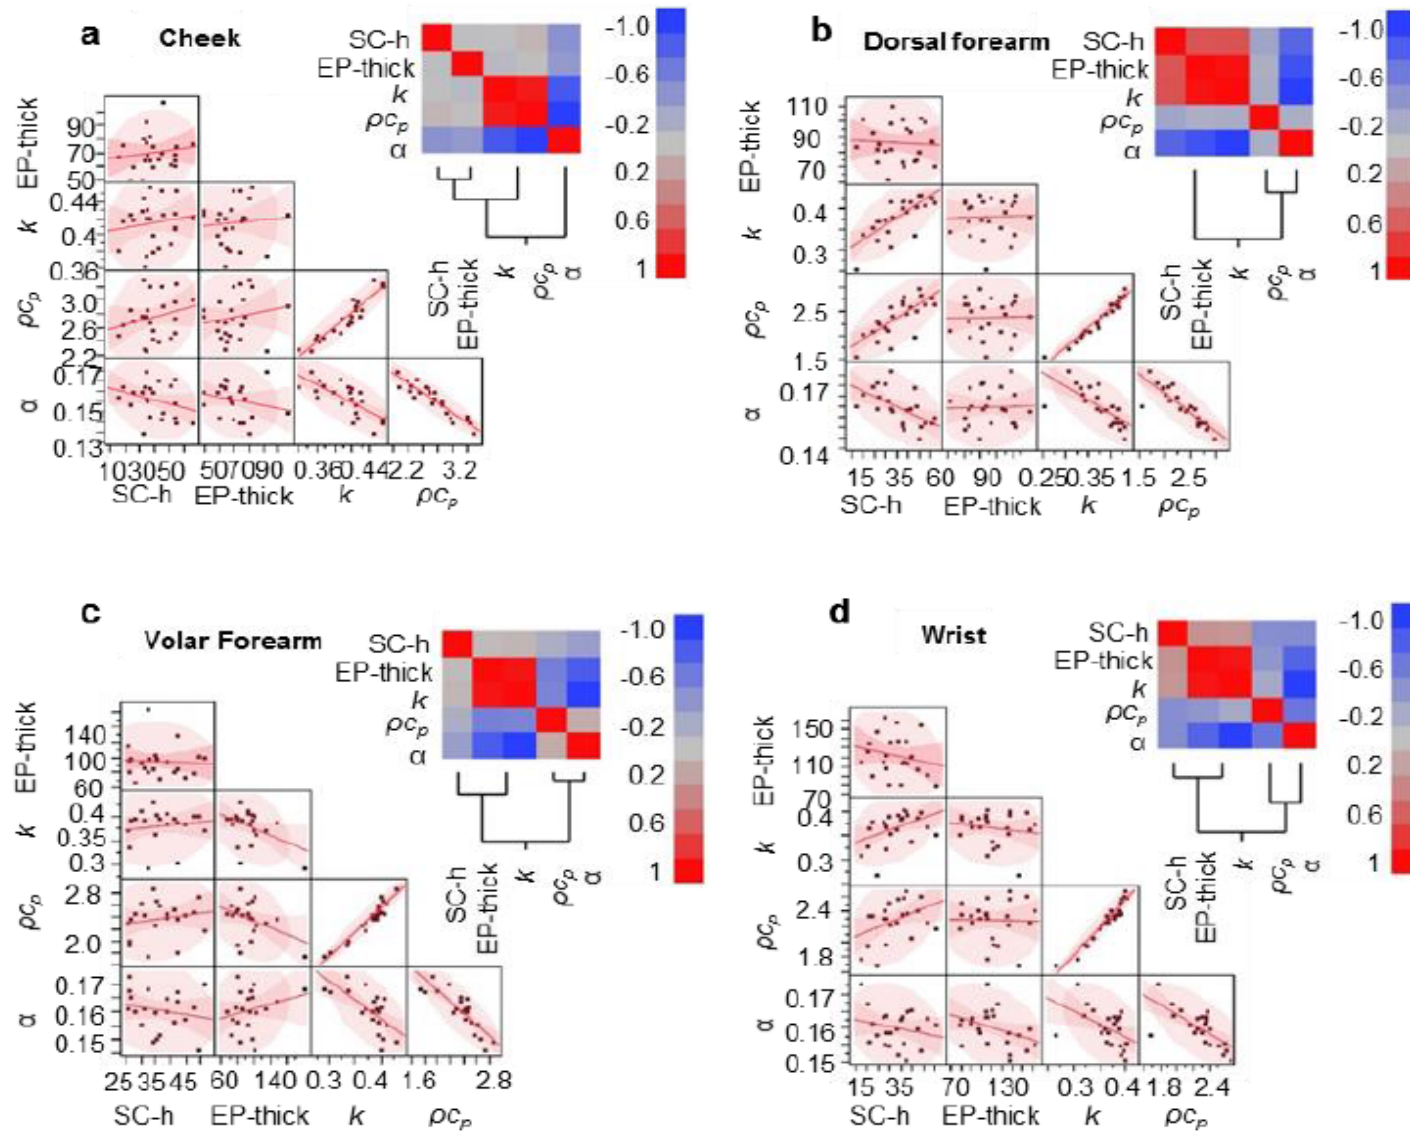 a
Cheek
SC-h
EP-thick
k
ρcp
α
-1.0
-0.6
-0.2
0.2
0.6
1
EP-thick
90
70
50
k
0.44
0.4
0.36
ρcp
3.0
2.6
2.2
α
0.17
0.15
0.13
103050 507090 0.360.442.2 3.2
SC-h EP-thick k ρcp
SC-h
EP-thick
k
ρcp
α
b
Dorsal forearm
SC-h
EP-thick
k
ρcp
α
-1.0
-0.6
-0.2
0.2
0.6
1
EP-thick
110
90
70
k
0.4
0.3
ρcp
2.5
1.5
α
0.17
0.14
15 35 60 90 0.250.35 1.5 2.5
SC-h EP-thick k ρcp
SC-h
EP-thick
k
ρcp
α
c
Volar Forearm
SC-h
EP-thick
k
ρcp
α
-1.0
-0.6
-0.2
0.2
0.6
1
EP-thick
140
100
60
k
0.4
0.35
0.3
ρcp
2.8
2.0
α
0.17
0.16
0.15
25 35 45 60 140 0.3 0.4 1.6 2.8
SC-h EP-thick k ρcp
SC-h
EP-thick
k
ρcp
α
d
Wrist
SC-h
EP-thick
k
ρcp
α
-1.0
-0.6
-0.2
0.2
0.6
1
EP-thick
150
110
70
k
0.4
0.3
ρcp
2.4
1.8
α
0.17
0.16
0.15
15 35 70 130 0.3 0.4 1.8 2.4
SC-h EP-thick k ρcp
SC-h
EP-thick
k
ρcp
α